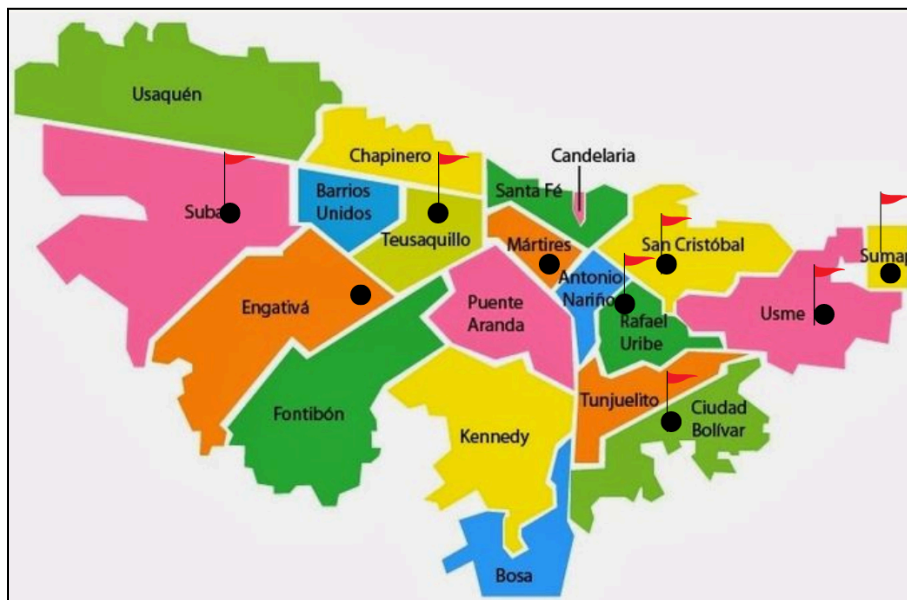 Usaquén
Chapinero
Candelaria
Santa Fé
Barrios
Unidos
Suba
Teusaquillo
Mártires
San Cristóbal
Sumap
Antonio
Nariño
Engativá
Puente
Aranda
Usme
Rafael
Uribe
Tunjuelito
Ciudad
Bolívar
Fontibón
Kennedy
Bosa